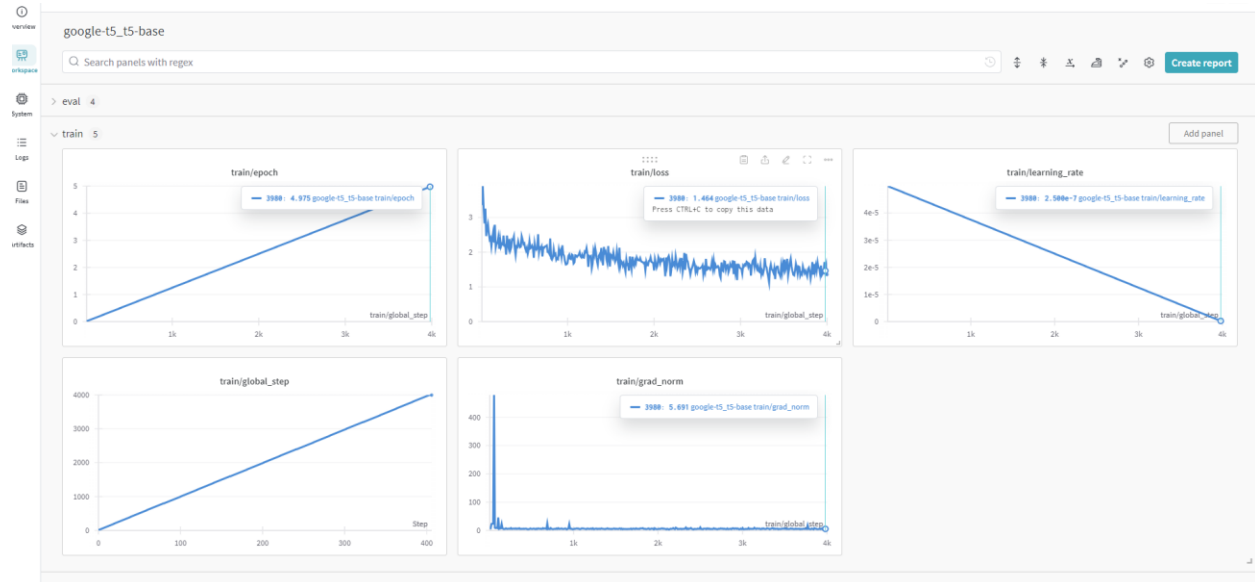 verview
google-t5_t5-base
orkspace
Search panels with regex
Create report
System
eval 4
train 5
Add panel
Logs
Files
rtifacts
train/epoch
3980: 4.975 google-t5_t5-base train/epoch
5
4
3
2
1
0
train/global_step
1k
2k
3k
4k
train/loss
3980: 1.464 google-t5_t5-base train/loss
Press CTRL+C to copy this data
3
2
1
0
train/global_step
1k
2k
3k
4k
train/learning_rate
3980: 2.500e-7 google-t5_t5-base train/learning_rate
4e-5
3e-5
2e-5
1e-5
0
train/global_step
1k
2k
3k
4k
train/global_step
4000
3000
2000
1000
0
Step
0
100
200
300
400
train/grad_norm
3980: 5.691 google-t5_t5-base train/grad_norm
400
300
200
100
0
train/global_step
1k
2k
3k
4k